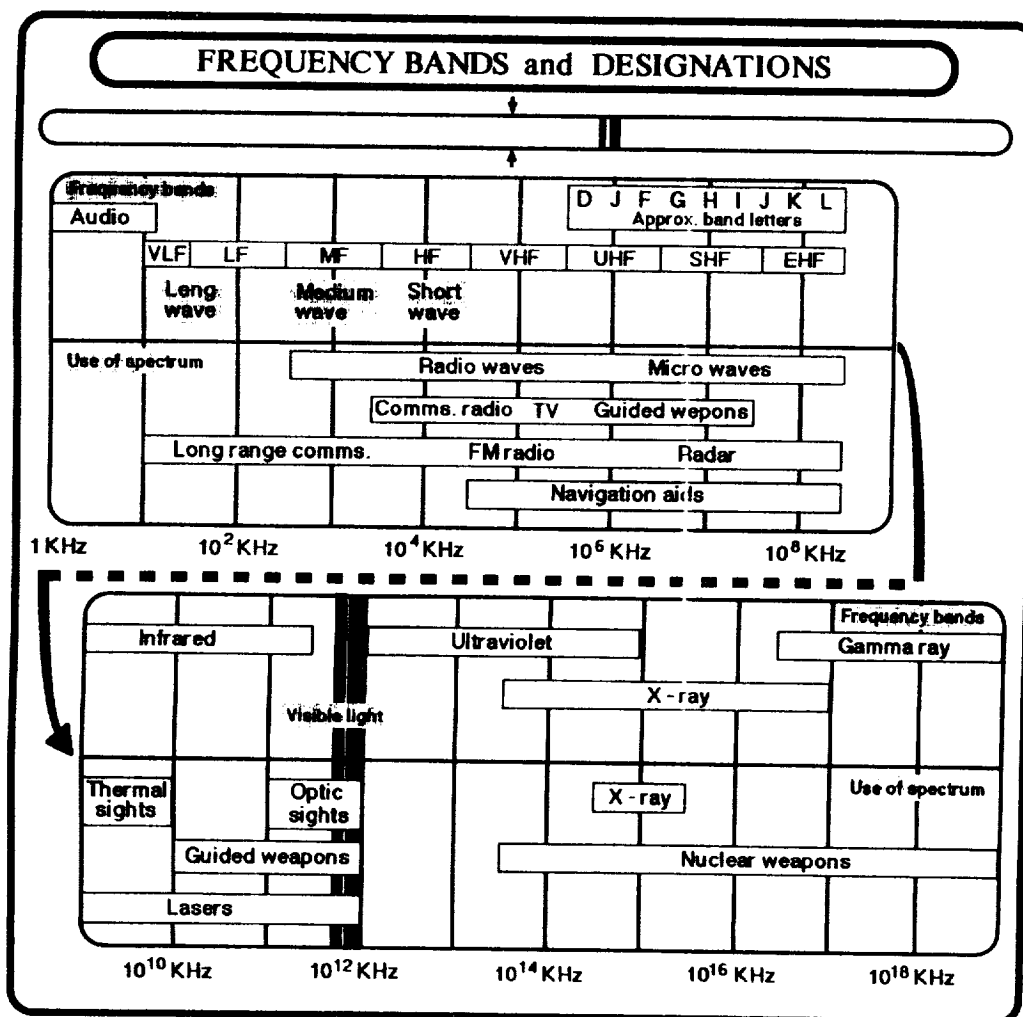 FREQUENCY BANDS and DESIGNATIONS
Frequency bands
D J F G H I J K L
Audio
Approx. band letters
VLF LF MF HF VHF UHF SHF EHF
Leng Medium Short
wave wave wave
Use of spectrum
Radio waves Micro waves
Comms. radio TV Guided wepons
Long range comms. FM radio Radar
Navigation aids
1 KHz 10² KHz 10⁴ KHz 10⁶ KHz 10⁸ KHz
Frequency bands
Infrared Ultraviolet Gamma ray
X - ray
Visible light
Thermal Optic X - ray Use of spectrum
sights sights
Guided weapons Nuclear weapons
Lasers
10¹⁰ KHz 10¹² KHz 10¹⁴ KHz 10¹⁶ KHz 10¹⁸ KHz